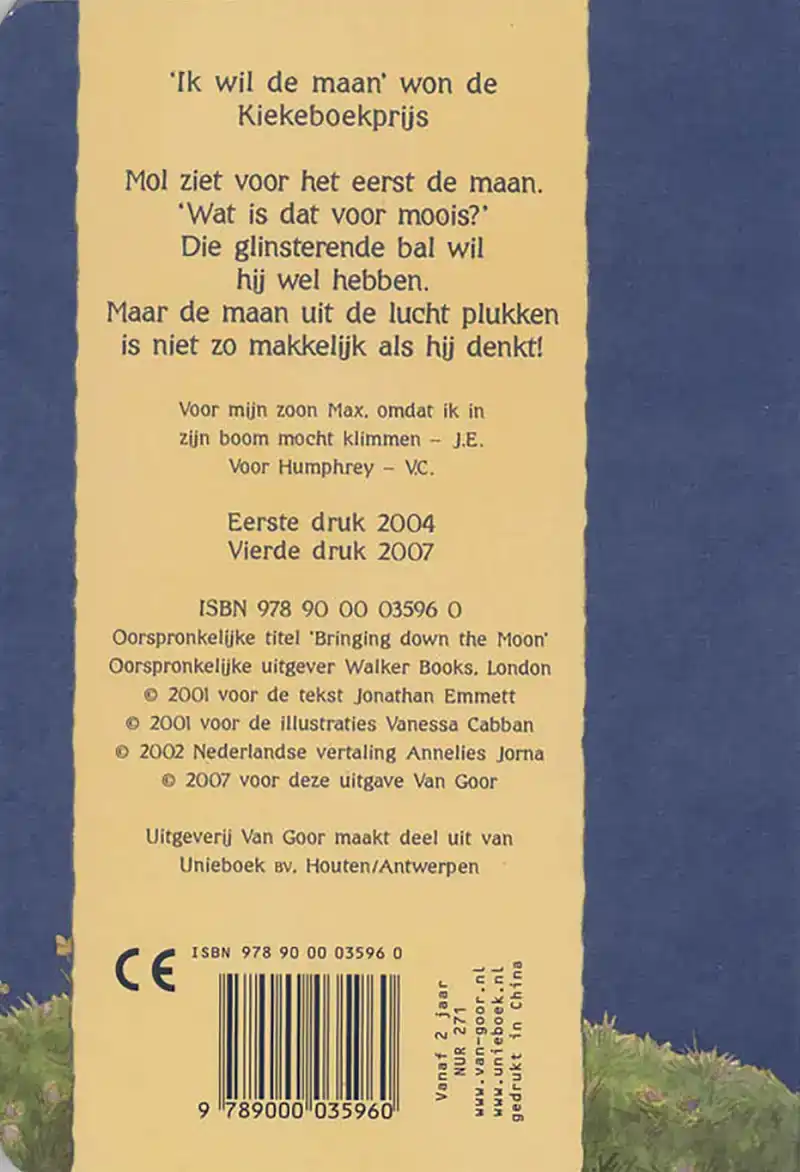 'Ik wil de maan' won de
Kiekeboekprijs
Mol ziet voor het eerst de maan.
'Wat is dat voor moois?'
Die glinsterende bal wil
hij wel hebben.
Maar de maan uit de lucht plukken
is niet zo makkelijk als hij denkt!
Voor mijn zoon Max, omdat ik in
zijn boom mocht klimmen – J.E.
Voor Humphrey – V.C.
Eerste druk 2004
Vierde druk 2007
ISBN 978 90 00 03596 0
Oorspronkelijke titel 'Bringing down the Moon'
Oorspronkelijke uitgever Walker Books, London
© 2001 voor de tekst Jonathan Emmett
© 2001 voor de illustraties Vanessa Cabban
© 2002 Nederlandse vertaling Annelies Jorna
© 2007 voor deze uitgave Van Goor
Uitgeverij Van Goor maakt deel uit van
Unieboek BV, Houten/Antwerpen
CE
ISBN 978 90 00 03596 0
9 789000 035960
Vanaf 2 jaar
NUR 271
www.van-goor.nl
www.unieboek.nl
gedrukt in China